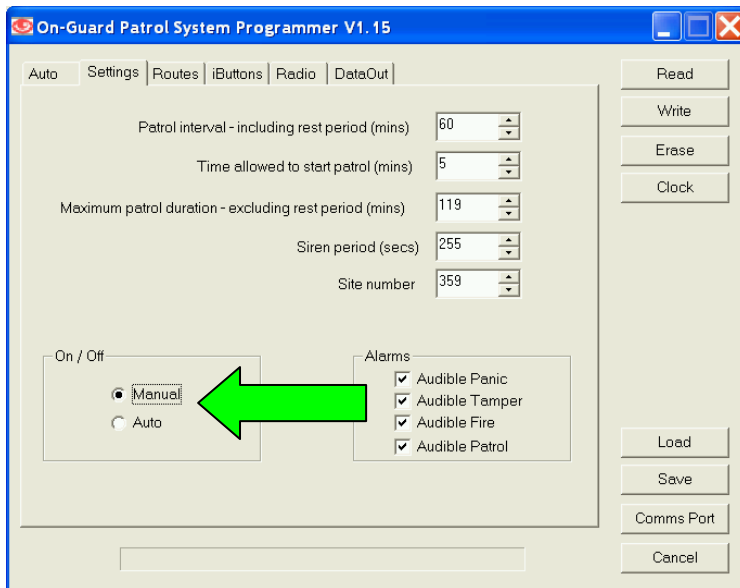 On-Guard Patrol System Programmer V1.15
Auto Settings Routes iButtons Radio DataOut
Patrol interval - including rest period (mins) 60
Time allowed to start patrol (mins) 5
Maximum patrol duration - excluding rest period (mins) 119
Siren period (secs) 255
Site number 359
On / Off
Manual
Auto
Alarms
Audible Panic
Audible Tamper
Audible Fire
Audible Patrol
Read
Write
Erase
Clock
Load
Save
Comms Port
Cancel